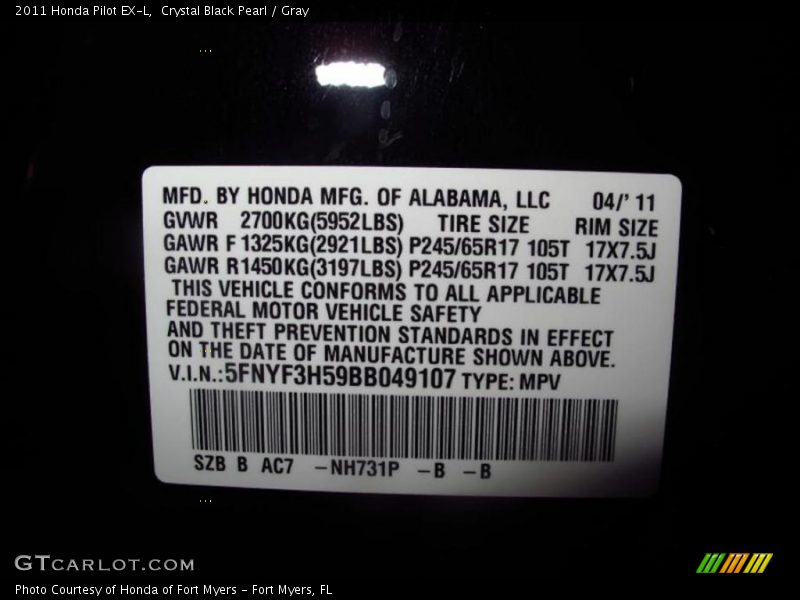 2011 Honda Pilot EX-L,  Crystal Black Pearl / Gray
MFD. BY HONDA MFG. OF ALABAMA, LLC 04/' 11
GVWR 2700KG(5952LBS) TIRE SIZE RIM SIZE
GAWR F 1325KG(2921LBS) P245/65R17 105T 17X7.5J
GAWR R1450KG(3197LBS) P245/65R17 105T 17X7.5J
THIS VEHICLE CONFORMS TO ALL APPLICABLE
FEDERAL MOTOR VEHICLE SAFETY
AND THEFT PREVENTION STANDARDS IN EFFECT
ON THE DATE OF MANUFACTURE SHOWN ABOVE.
V.I.N.:5FNYF3H59BB049107 TYPE: MPV
SZB B AC7 -NH731P -B -B
GTCARLOT.COM
Photo Courtesy of Honda of Fort Myers - Fort Myers, FL